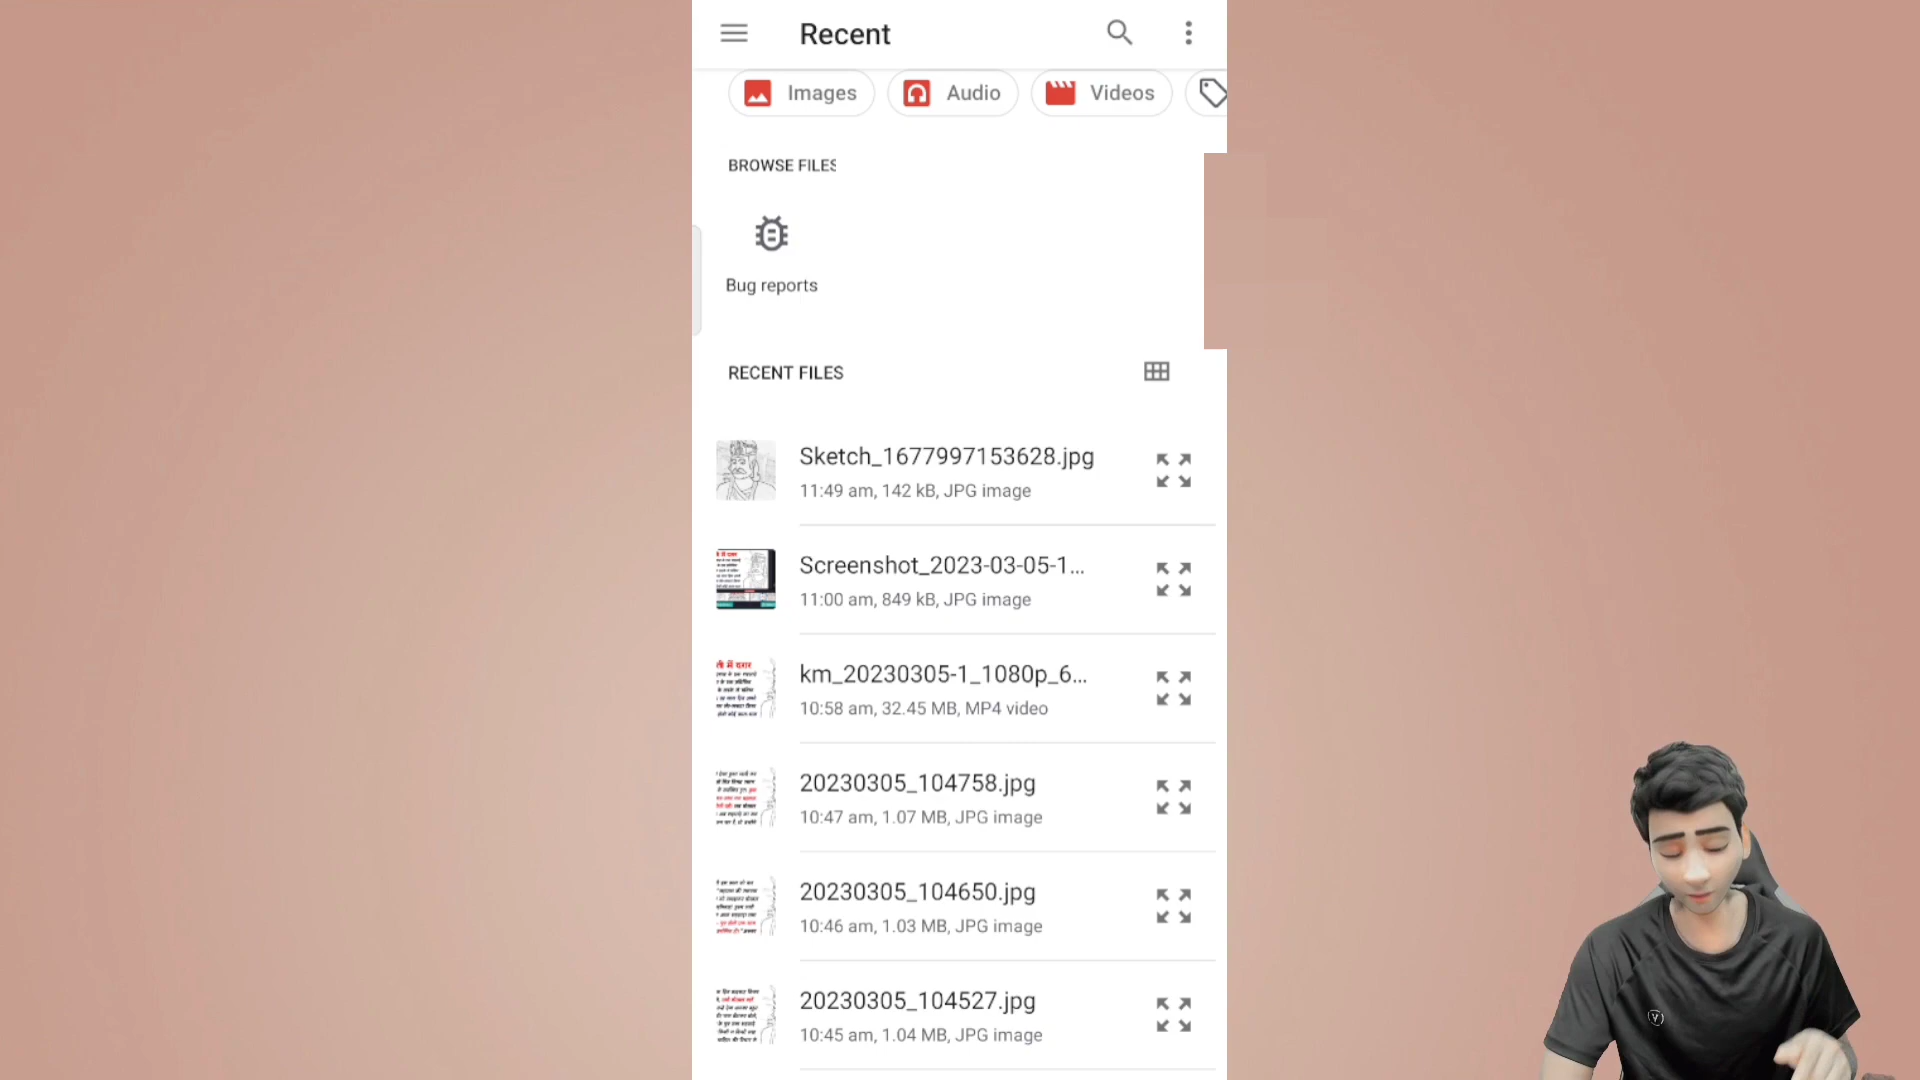 Recent
Images
Audio
Videos
BROWSE FILES
Bug reports
RECENT FILES
Sketch_1677997153628.jpg
11:49 am, 142 kB, JPG image
Screenshot_2023-03-05-1...
11:00 am, 849 kB, JPG image
km_20230305-1_1080p_6...
10:58 am, 32.45 MB, MP4 video
20230305_104758.jpg
10:47 am, 1.07 MB, JPG image
20230305_104650.jpg
10:46 am, 1.03 MB, JPG image
20230305_104527.jpg
10:45 am, 1.04 MB, JPG image